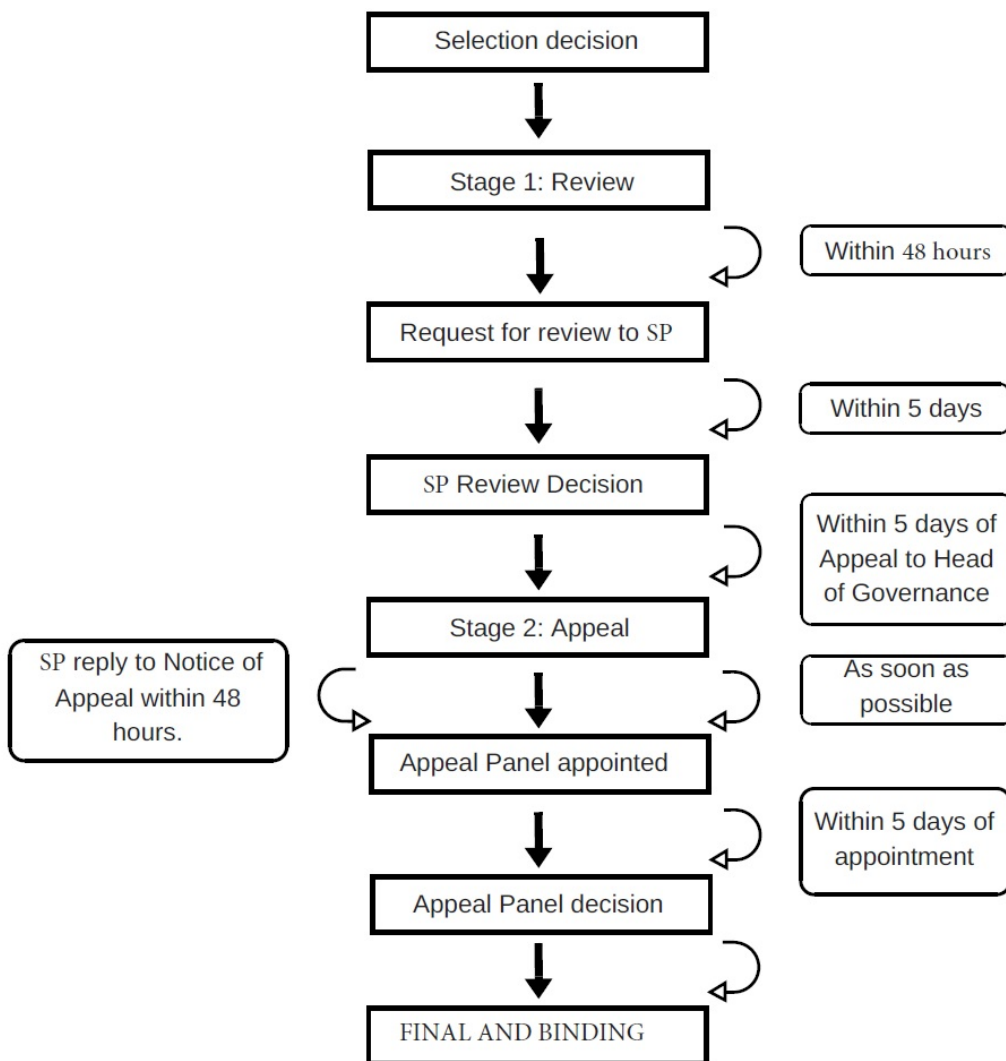 Selection decision
Stage 1: Review
Within 48 hours
Request for review to SP
Within 5 days
SP Review Decision
Within 5 days of
Appeal to Head
of Governance
Stage 2: Appeal
SP reply to Notice of
Appeal within 48
hours.
As soon as
possible
Appeal Panel appointed
Within 5 days of
appointment
Appeal Panel decision
FINAL AND BINDING